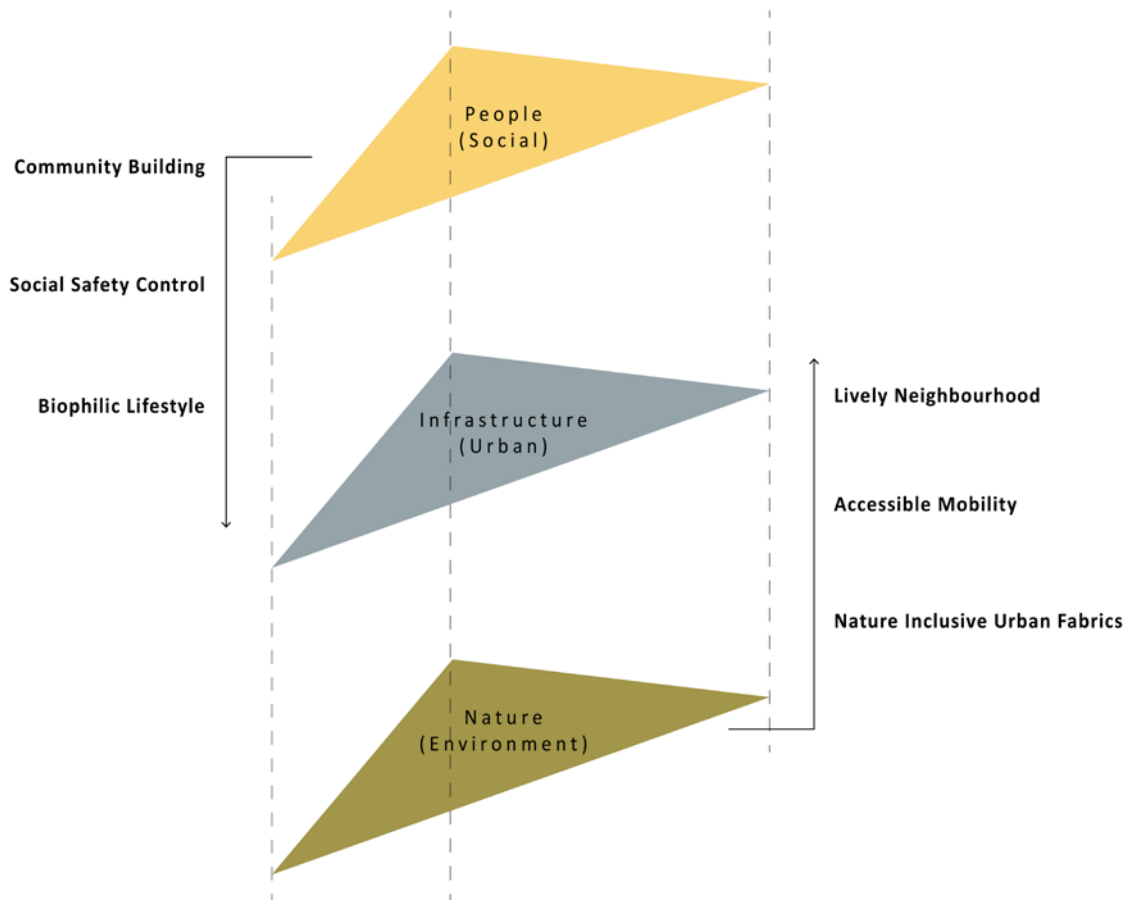 People
(Social)
Community Building
Social Safety Control
Biophilic Lifestyle
Infrastructure
(Urban)
Lively Neighbourhood
Accessible Mobility
Nature Inclusive Urban Fabrics
Nature
(Environment)